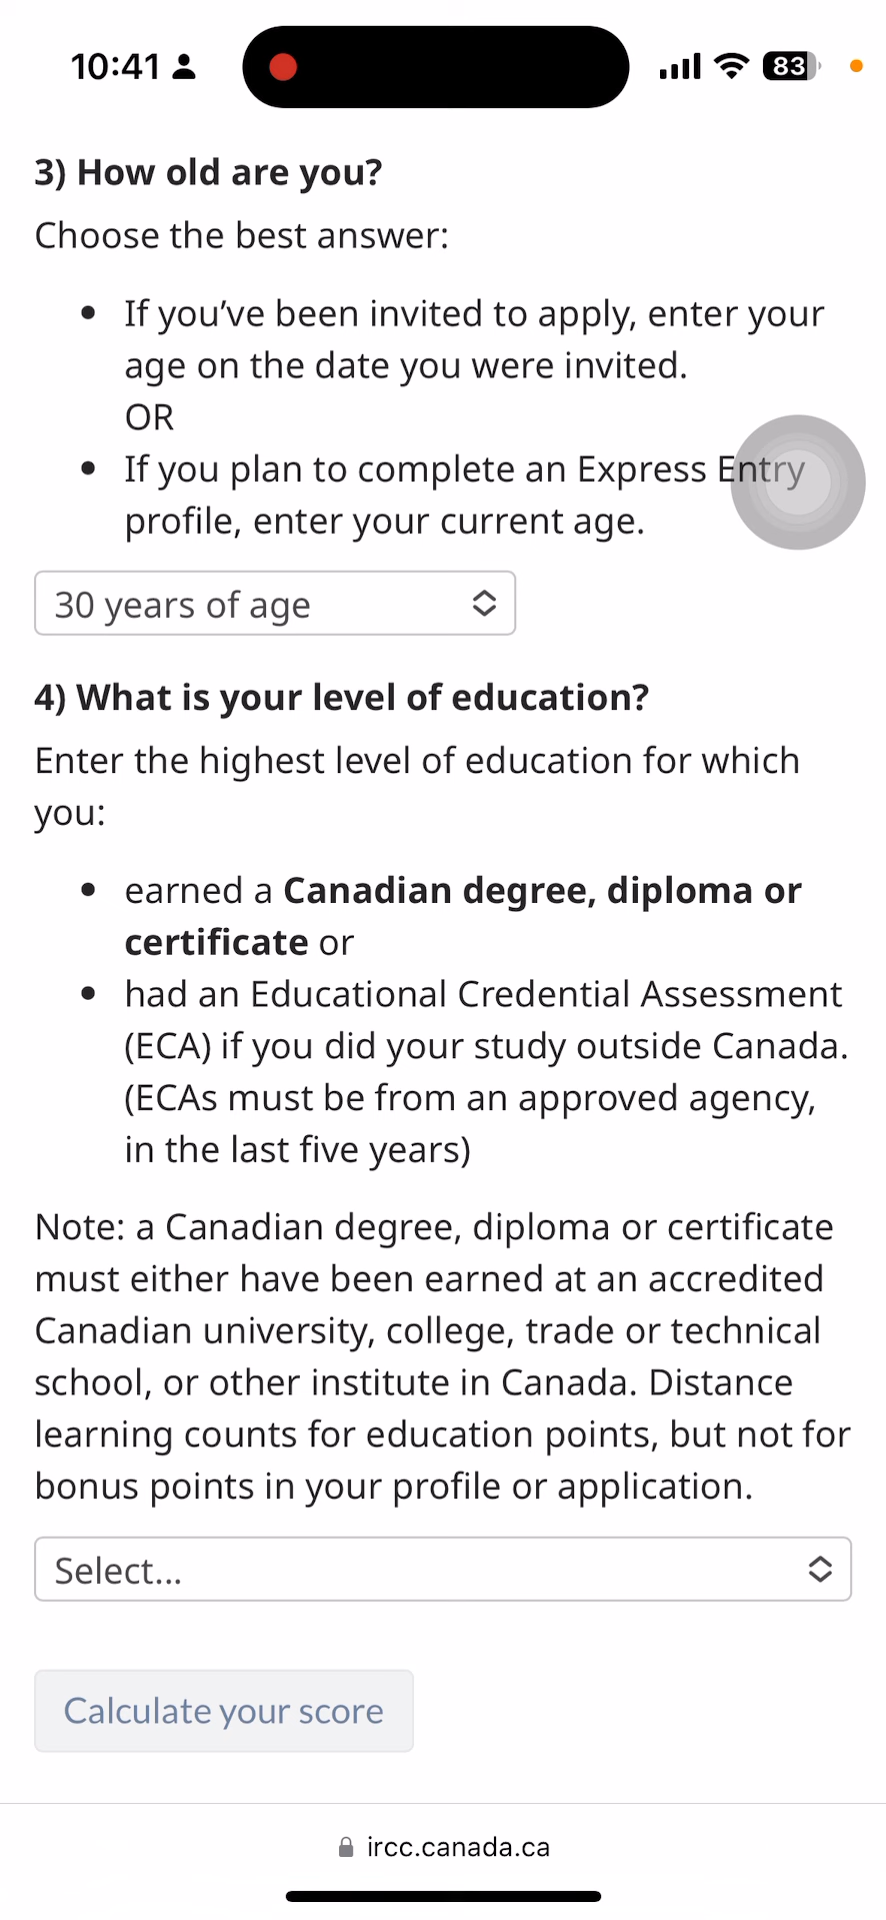 10:41
83
3) How old are you?
Choose the best answer:
• If you’ve been invited to apply, enter your
age on the date you were invited.
OR
• If you plan to complete an Express Entry
profile, enter your current age.
30 years of age
4) What is your level of education?
Enter the highest level of education for which
you:
• earned a Canadian degree, diploma or
certificate or
• had an Educational Credential Assessment
(ECA) if you did your study outside Canada.
(ECAs must be from an approved agency,
in the last five years)
Note: a Canadian degree, diploma or certificate
must either have been earned at an accredited
Canadian university, college, trade or technical
school, or other institute in Canada. Distance
learning counts for education points, but not for
bonus points in your profile or application.
Select...
Calculate your score
ircc.canada.ca